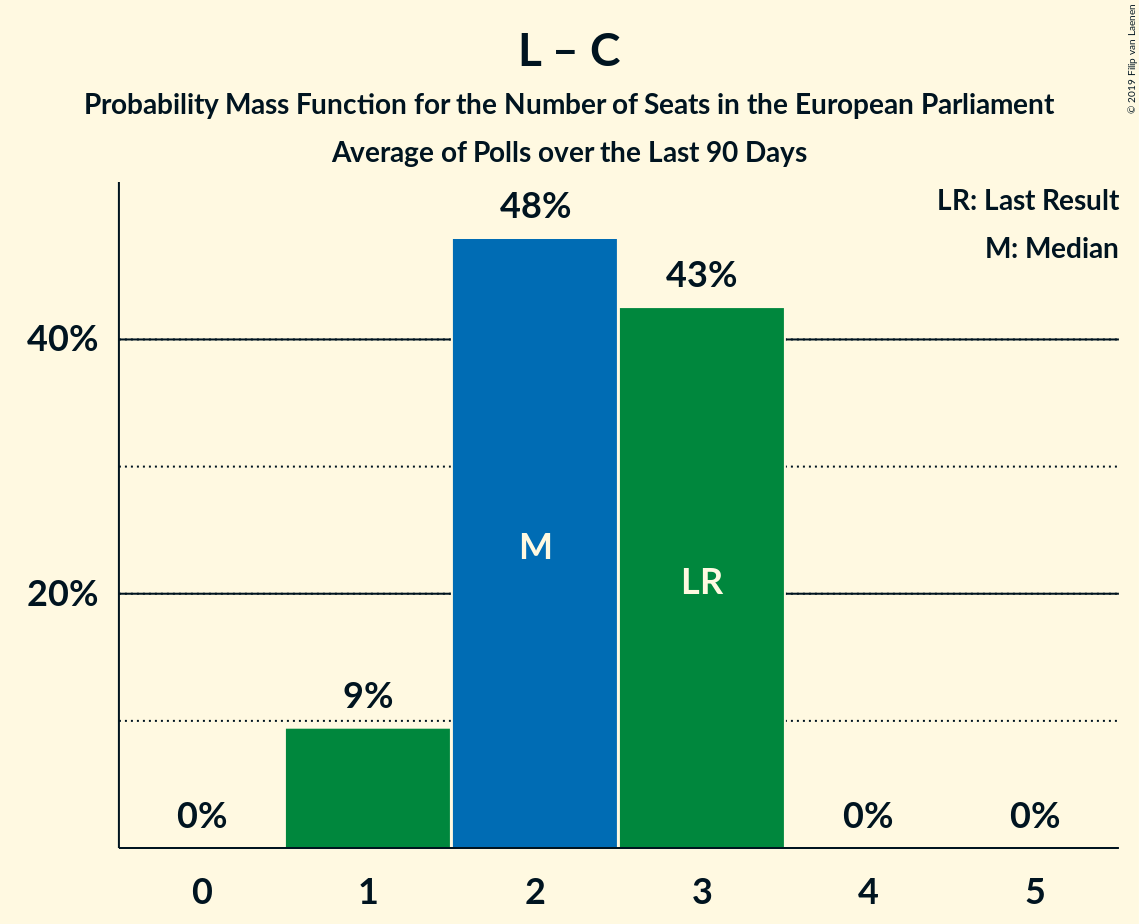 L – C
Probability Mass Function for the Number of Seats in the European Parliament
Average of Polls over the Last 90 Days
© 2019 Filip van Laenen
LR: Last Result
M: Median
48%
43%
40%
M
LR
20%
9%
0%
0%
0%
0
1
2
3
4
5